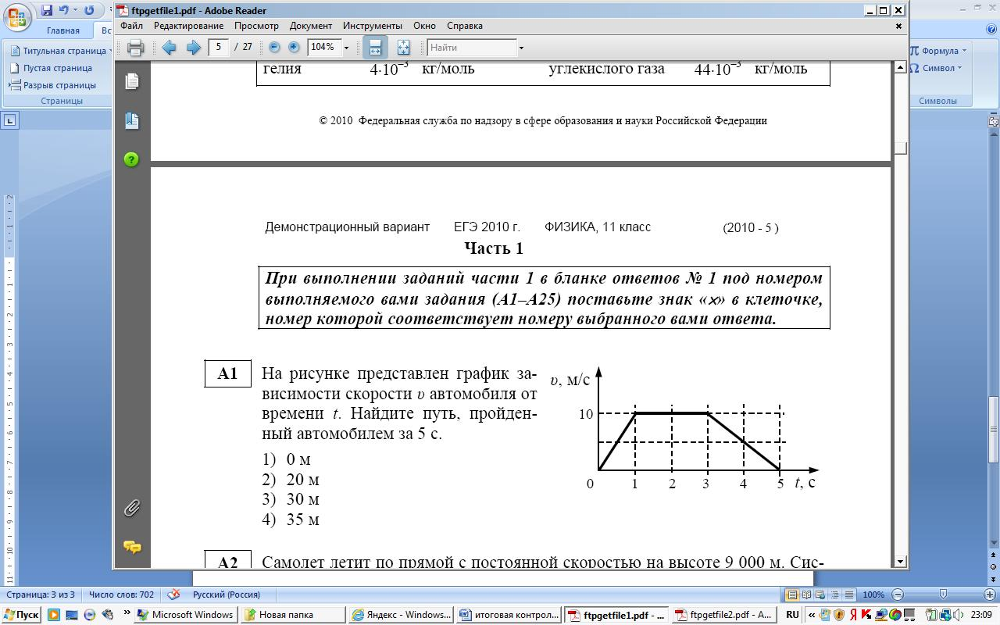 ftpgetfile1.pdf - Adobe Reader
Главная
Вс
Файл Редактирование Просмотр Документ Инструменты Окно Справка
5 / 27 104% Найти
Титульная страница
Пустая страница
Разрыв страницы
Страницы
Формула
Символ
Символы
гелия 4·10⁻³ кг/моль углекислого газа 44·10⁻³ кг/моль
© 2010 Федеральная служба по надзору в сфере образования и науки Российской Федерации
Демонстрационный вариант ЕГЭ 2010 г. ФИЗИКА, 11 класс (2010 - 5 )
Часть 1
При выполнении заданий части 1 в бланке ответов № 1 под номером
выполняемого вами задания (А1–А25) поставьте знак «×» в клеточке,
номер которой соответствует номеру выбранного вами ответа.
А1
На рисунке представлен график за-
висимости скорости υ автомобиля от
времени t. Найдите путь, пройден-
ный автомобилем за 5 с.
1) 0 м
2) 20 м
3) 30 м
4) 35 м
υ, м/с
10
0 1 2 3 4 5 t, с
А2
Самолет летит по прямой с постоянной скоростью на высоте 9 000 м. Сис-
Страница: 3 из 3 Число слов: 702 Русский (Россия) 100%
Пуск Microsoft Windows Новая папка Яндекс - Windows... итоговая контрол... ftpgetfile1.pdf - ... ftpgetfile2.pdf - A... RU 23:09